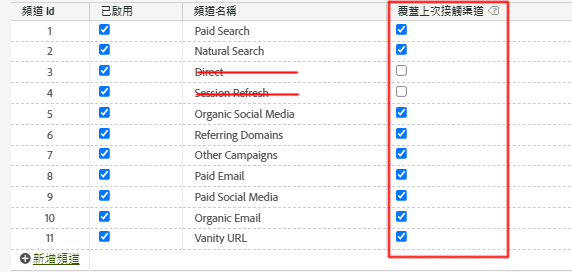 頻道 Id 已啟用 頻道名稱 覆蓋上次接觸渠道
1 Paid Search
2 Natural Search
3 Direct
4 Session Refresh
5 Organic Social Media
6 Referring Domains
7 Other Campaigns
8 Paid Email
9 Paid Social Media
10 Organic Email
11 Vanity URL
新增頻道